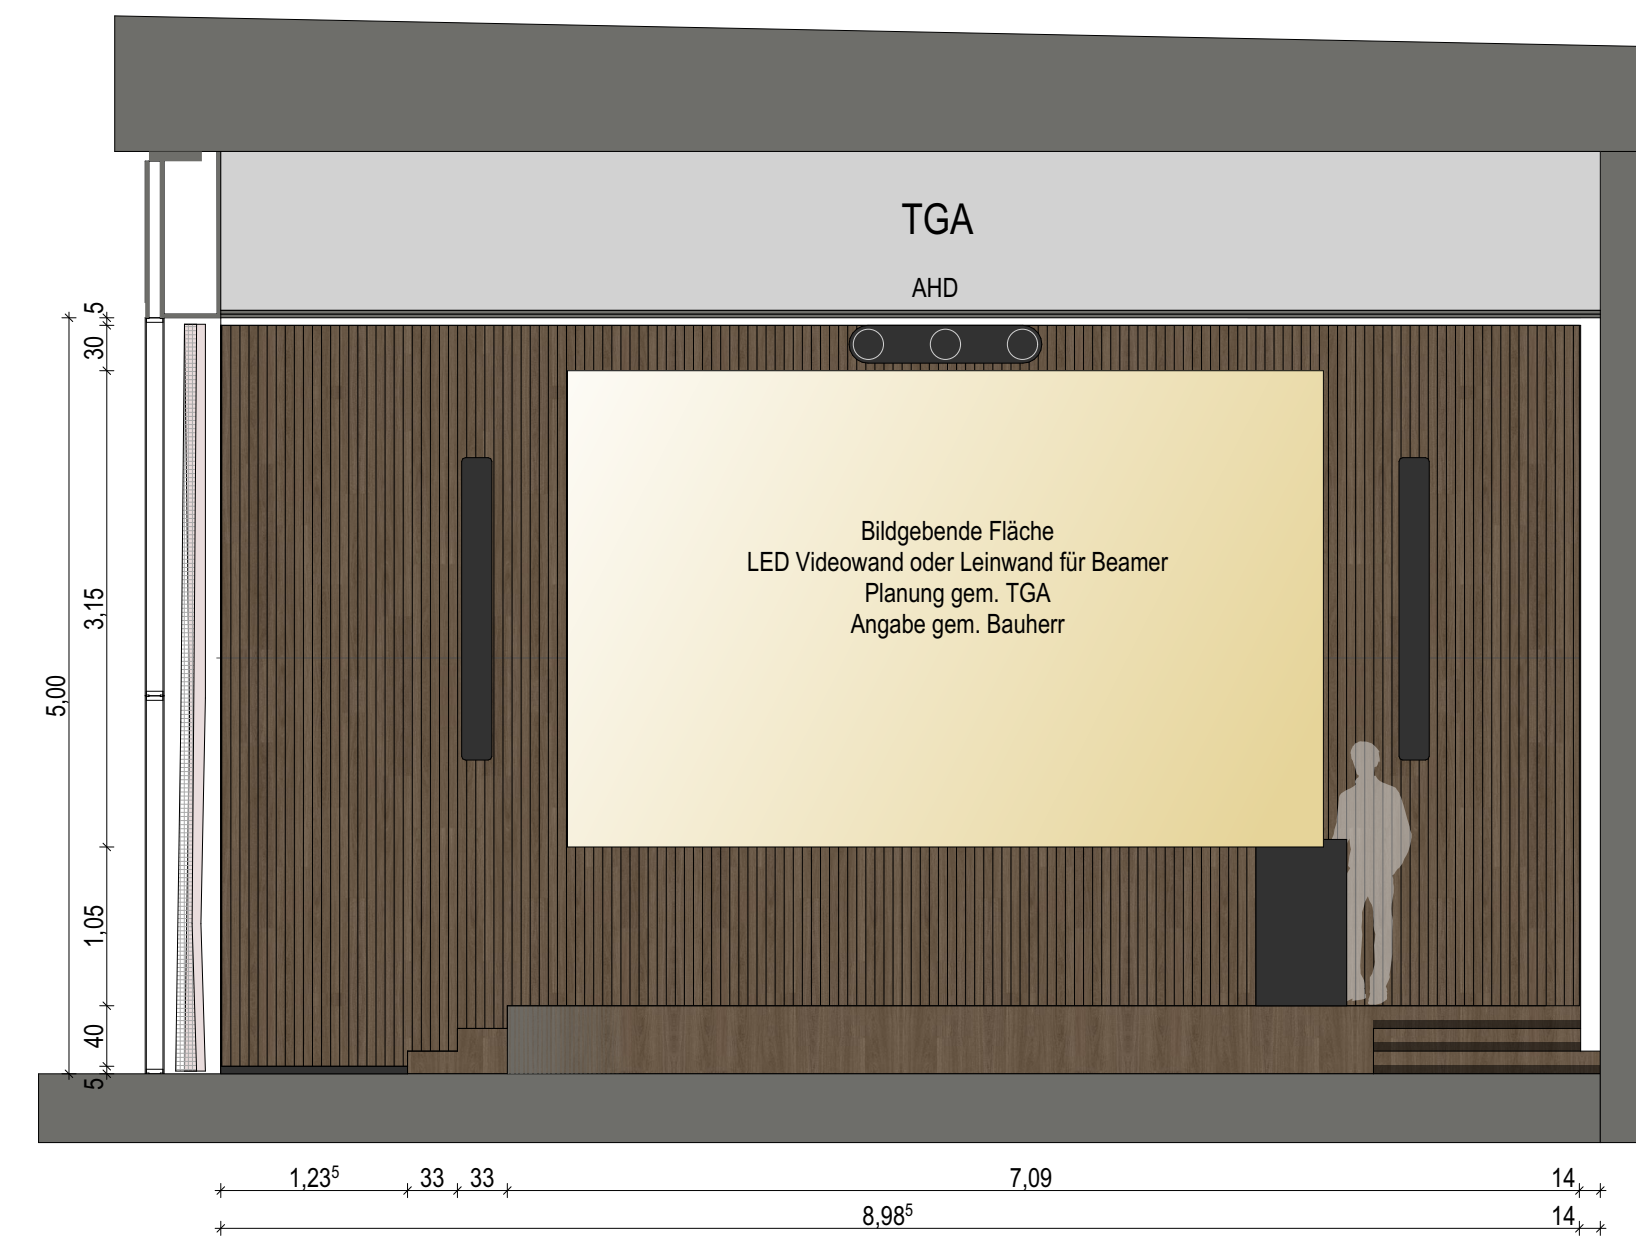 TGA
AHD
5
30
3,15
5,00
1,05
40
5
Bildgebende Fläche
LED Videowand oder Leinwand für Beamer
Planung gem. TGA
Angabe gem. Bauherr
1,23⁵ 33 33 7,09 14
8,98⁵ 14